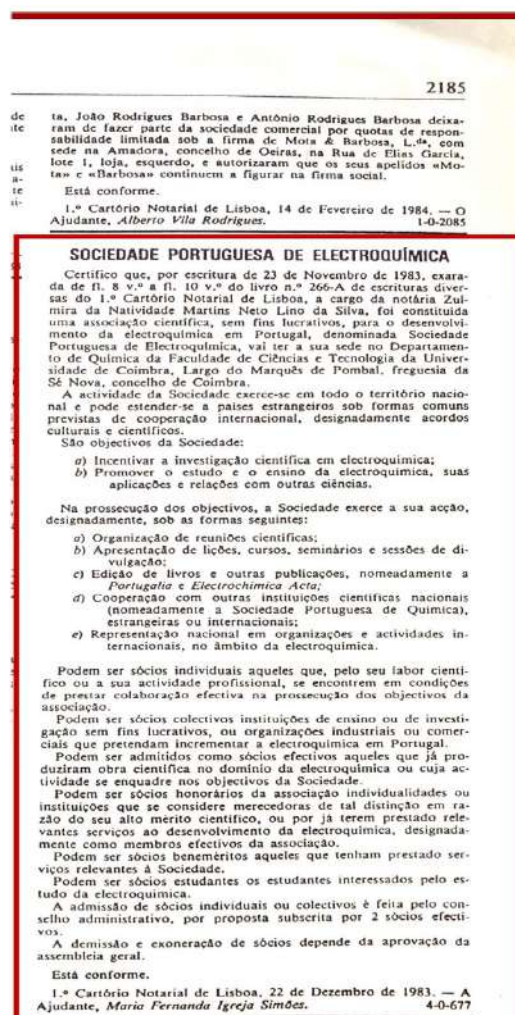 2185
de
te
ta, João Rodrigues Barbosa e António Rodrigues Barbosa deixa-
ram de fazer parte da sociedade comercial por quotas de respon-
sabilidade limitada sob a firma de Mota & Barbosa, L.da, com
sede na Amadora, concelho de Oeiras, na Rua de Elias Garcia,
lote 1, loja, esquerdo, e autorizaram que os seus apelidos «Mo-
ta» e «Barbosa» continuem a figurar na firma social.
Está conforme.
1.º Cartório Notarial de Lisboa, 14 de Fevereiro de 1984. — O
Ajudante, Alberto Vila Rodrigues. 1-0-2085
SOCIEDADE PORTUGUESA DE ELECTROQUÍMICA
Certifico que, por escritura de 23 de Novembro de 1983, exara-
da de fl. 8 v.º a fl. 10 v.º do livro n.º 266-A de escrituras diver-
sas do 1.º Cartório Notarial de Lisboa, a cargo da notária Zul-
mira da Natividade Martins Neto Lino da Silva, foi constituída
uma associação científica, sem fins lucrativos, para o desenvolvi-
mento da electroquímica em Portugal, denominada Sociedade
Portuguesa de Electroquímica, vai ter a sua sede no Departamen-
to de Química da Faculdade de Ciências e Tecnologia da Univer-
sidade de Coimbra, Largo do Marquês de Pombal, freguesia da
Sé Nova, concelho de Coimbra.
A actividade da Sociedade exerce-se em todo o território nacio-
nal e pode estender-se a países estrangeiros sob formas comuns
previstas de cooperação internacional, designadamente acordos
culturais e científicos.
São objectivos da Sociedade:
a) Incentivar a investigação científica em electroquímica;
b) Promover o estudo e o ensino da electroquímica, suas
aplicações e relações com outras ciências.
Na prossecução dos objectivos, a Sociedade exerce a sua acção,
designadamente, sob as formas seguintes:
a) Organização de reuniões científicas;
b) Apresentação de lições, cursos, seminários e sessões de di-
vulgação;
c) Edição de livros e outras publicações, nomeadamente a
Portugalia e Electrochimica Acta;
d) Cooperação com outras instituições científicas nacionais
(nomeadamente a Sociedade Portuguesa de Química),
estrangeiras ou internacionais;
e) Representação nacional em organizações e actividades in-
ternacionais, no âmbito da electroquímica.
Podem ser sócios individuais aqueles que, pelo seu labor cientí-
fico ou a sua actividade profissional, se encontrem em condições
de prestar colaboração efectiva na prossecução dos objectivos da
associação.
Podem ser sócios colectivos instituições de ensino ou de investi-
gação sem fins lucrativos, ou organizações industriais ou comer-
ciais que pretendam incrementar a electroquímica em Portugal.
Podem ser admitidos como sócios efectivos aqueles que já pro-
duziram obra científica no domínio da electroquímica ou cuja ac-
tividade se enquadre nos objectivos da Sociedade.
Podem ser sócios honorários da associação individualidades ou
instituições que se considere merecedoras de tal distinção em ra-
zão do seu alto mérito científico, ou por já terem prestado rele-
vantes serviços ao desenvolvimento da electroquímica, designada-
mente como membros efectivos da associação.
Podem ser sócios beneméritos aqueles que tenham prestado ser-
viços relevantes à Sociedade.
Podem ser sócios estudantes os estudantes interessados pelo es-
tudo da electroquímica.
A admissão de sócios individuais ou colectivos é feita pelo con-
selho administrativo, por proposta subscrita por 2 sócios efecti-
vos.
A demissão e exoneração de sócios depende da aprovação da
assembleia geral.
Está conforme.
1.º Cartório Notarial de Lisboa, 22 de Dezembro de 1983. — A
Ajudante, Maria Fernanda Igreja Simões. 4-0-677